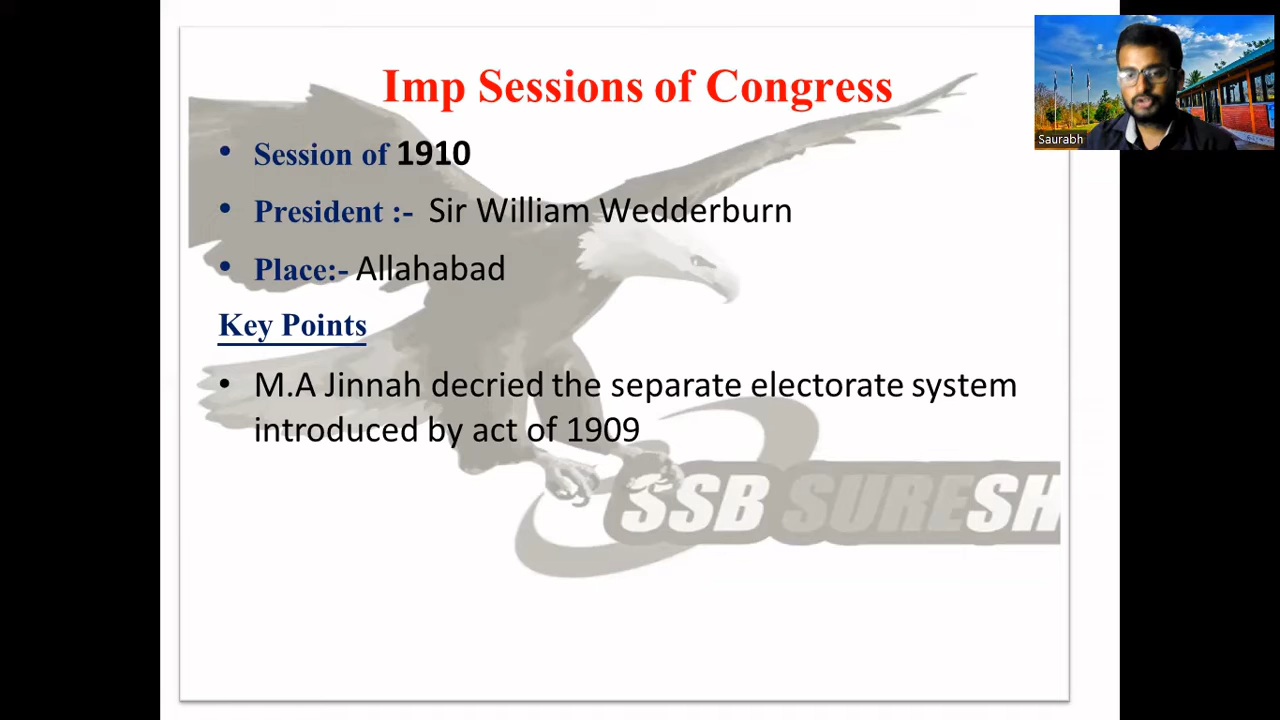 Imp Sessions of Congress
Saurabh
• Session of 1910
• President :- Sir William Wedderburn
• Place:- Allahabad
Key Points
• M.A Jinnah decried the separate electorate system
introduced by act of 1909
SSB SURESH